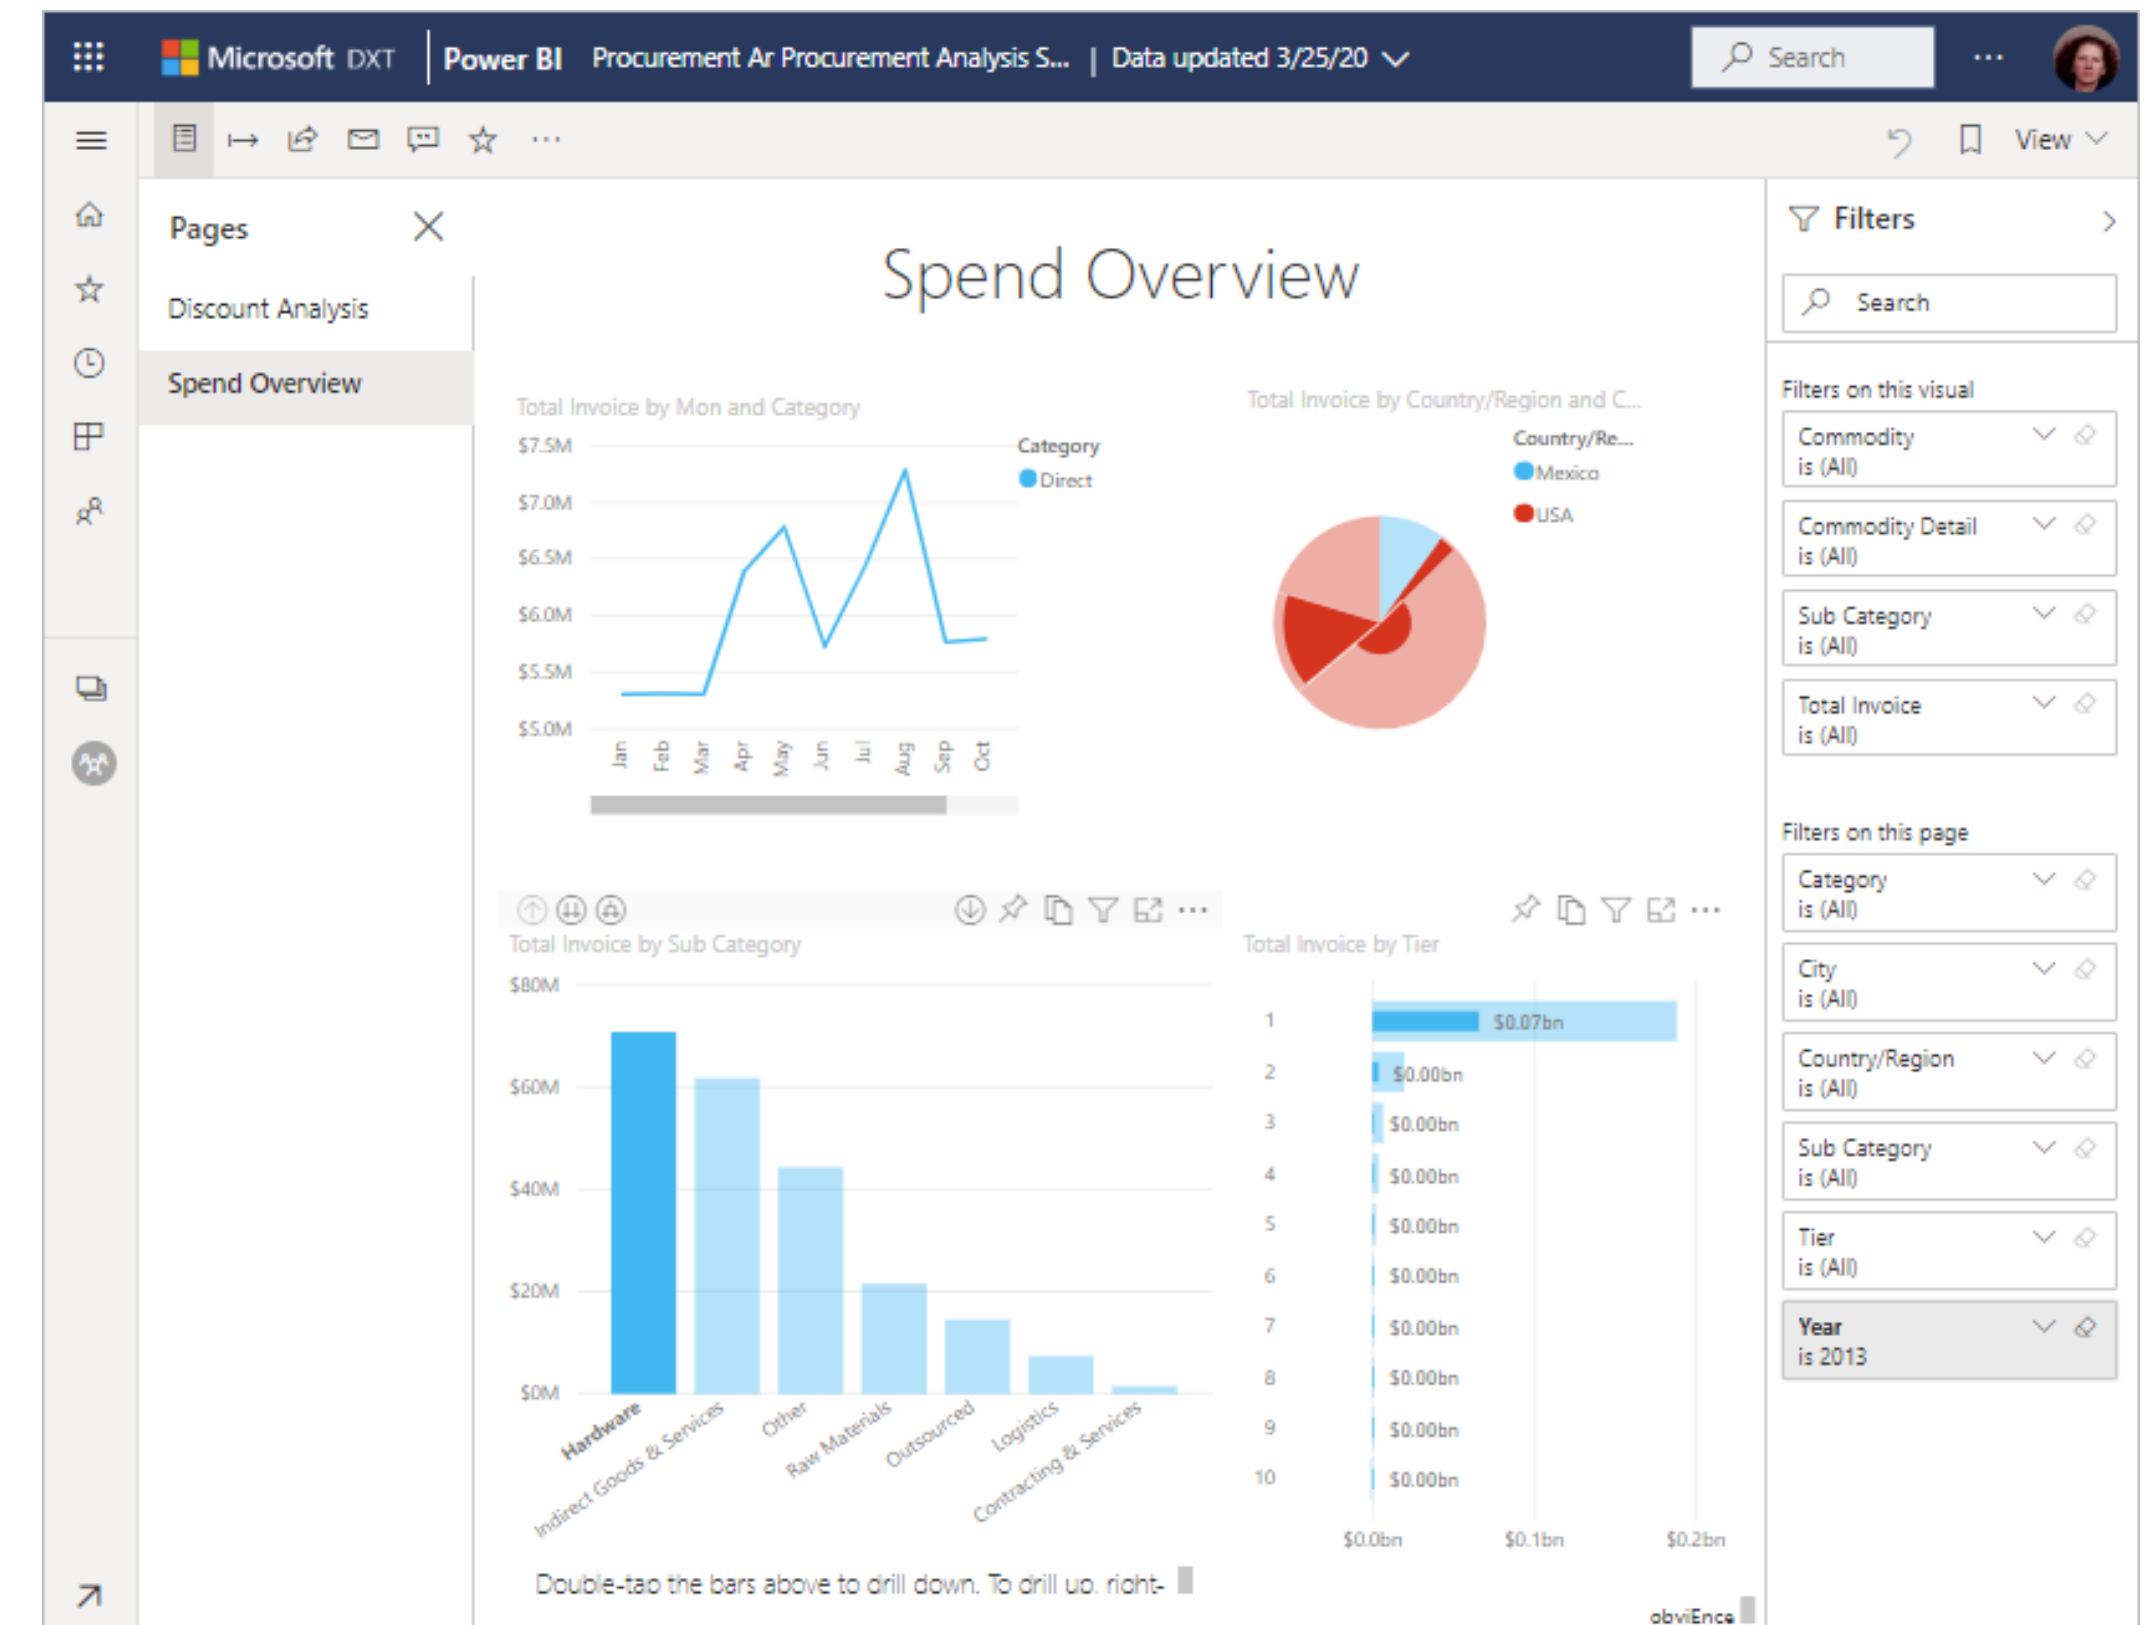 Microsoft DXT Power BI Procurement Ar Procurement Analysis S... | Data updated 3/25/20 Search ...
View
Pages
Discount Analysis
Spend Overview
Spend Overview
Total Invoice by Mon and Category
$7.5M
$7.0M
$6.5M
$6.0M
$5.5M
$5.0M
Jan Feb Mar Apr May Jun Jul Aug Sep Oct
Category
Direct
Total Invoice by Country/Region and C...
Country/Re...
Mexico
USA
Total Invoice by Sub Category
$80M
$60M
$40M
$20M
$0M
Hardware
Indirect Goods & Services
Other
Raw Materials
Outsourced
Logistics
Contracting & Services
Double-tap the bars above to drill down. To drill up, right-
Total Invoice by Tier
1 $0.07bn
2 $0.00bn
3 $0.00bn
4 $0.00bn
5 $0.00bn
6 $0.00bn
7 $0.00bn
8 $0.00bn
9 $0.00bn
10 $0.00bn
$0.0bn $0.1bn $0.2bn
obviEnce
Filters
Search
Filters on this visual
Commodity
is (All)
Commodity Detail
is (All)
Sub Category
is (All)
Total Invoice
is (All)
Filters on this page
Category
is (All)
City
is (All)
Country/Region
is (All)
Sub Category
is (All)
Tier
is (All)
Year
is 2013